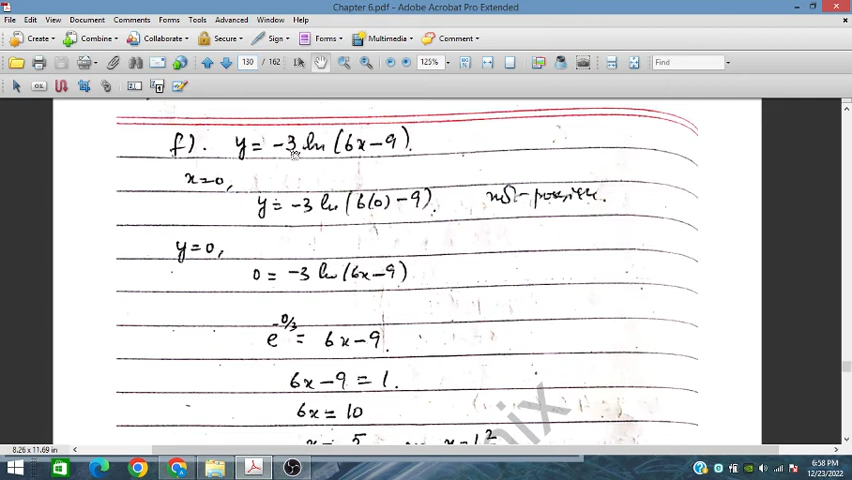 Chapter 6.pdf - Adobe Acrobat Pro Extended
File Edit View Document Comments Forms Tools Advanced Window Help
Create Combine Collaborate Secure Sign Forms Multimedia Comment
130 / 162 125% Find
f). y = -3 ln (6x-9).
x=0,
y = -3 ln (6(0) -9). not-possible.
y=0,
0 = -3 ln (6x-9)
e^-0/3 = 6x-9.
6x-9 = 1.
6x = 10
8.26 x 11.69 in
6:58 PM
12/23/2022